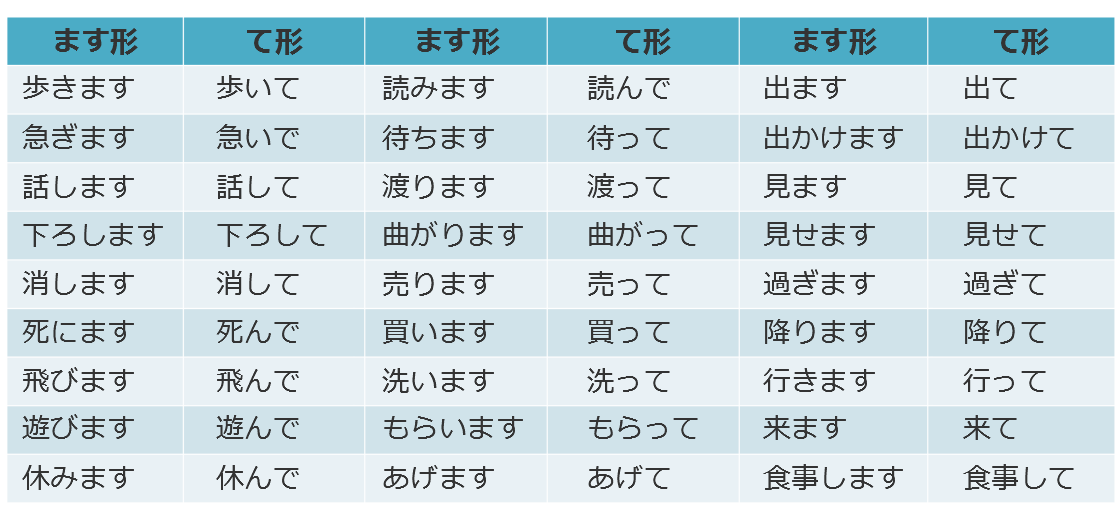 ます形 て形 ます形 て形 ます形 て形
歩きます 歩いて 読みます 読んで 出ます 出て
急ぎます 急いで 待ちます 待って 出かけます 出かけて
話します 話して 渡ります 渡って 見ます 見て
下ろします 下ろして 曲がります 曲がって 見せます 見せて
消します 消して 売ります 売って 過ぎます 過ぎて
死にます 死んで 買います 買って 降ります 降りて
飛びます 飛んで 洗います 洗って 行きます 行って
遊びます 遊んで もらいます もらって 来ます 来て
休みます 休んで あげます あげて 食事します 食事して